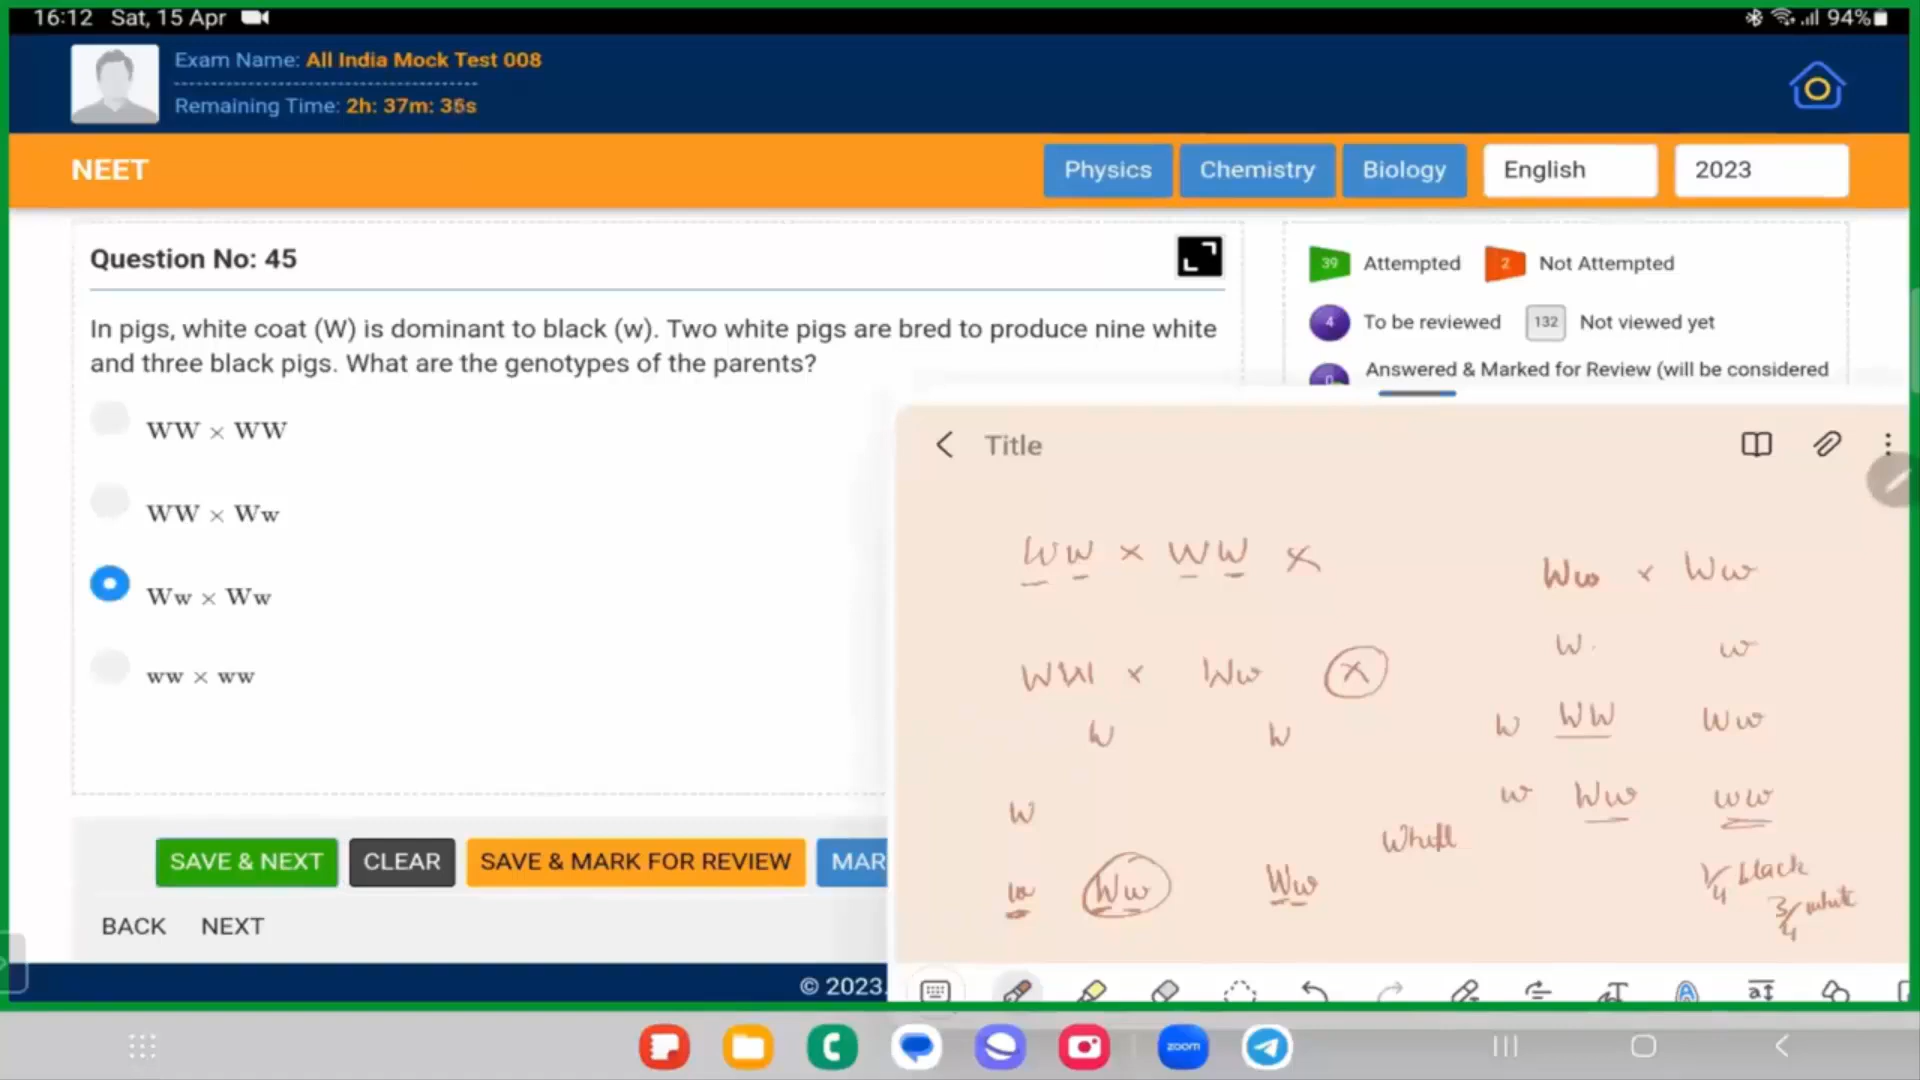 16:12 Sat, 15 Apr
94%
Exam Name: All India Mock Test 008
Remaining Time: 2h: 37m: 35s
NEET
Physics
Chemistry
Biology
English
2023
Question No: 45
39 Attempted
2 Not Attempted
4 To be reviewed
132 Not viewed yet
Answered & Marked for Review (will be considered
In pigs, white coat (W) is dominant to black (w). Two white pigs are bred to produce nine white
and three black pigs. What are the genotypes of the parents?
WW × WW
WW × Ww
Ww × Ww
ww × ww
Title
WW × WW ×
WW × Ww ×
W W
W
w Ww Ww
Ww × Ww
W w
W WW Ww
w Ww ww
1/4 black
3/4 white
SAVE & NEXT
CLEAR
SAVE & MARK FOR REVIEW
MAR
BACK
NEXT
© 2023.
zoom